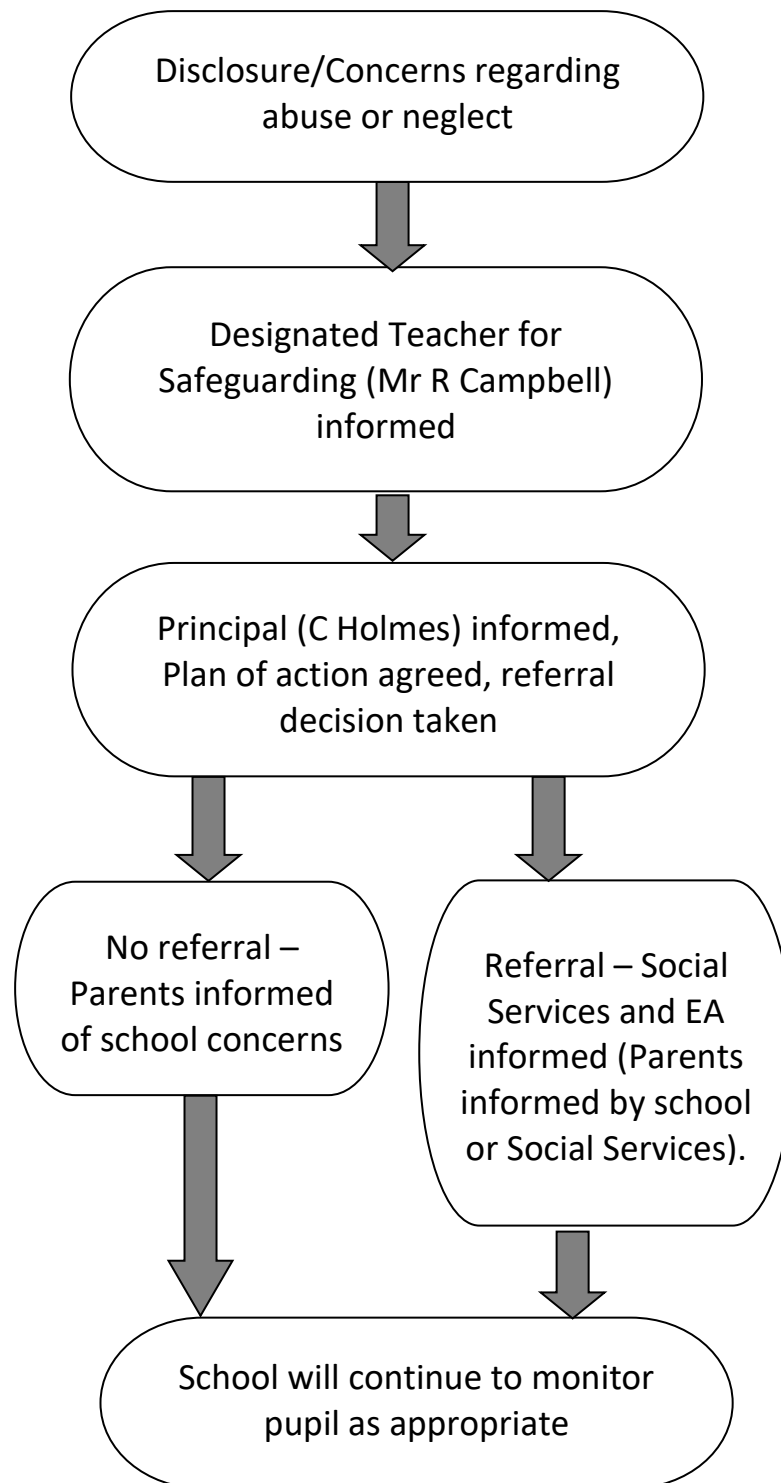 Disclosure/Concerns regarding
abuse or neglect
Designated Teacher for
Safeguarding (Mr R Campbell)
informed
Principal (C Holmes) informed,
Plan of action agreed, referral
decision taken
No referral –
Parents informed
of school concerns
Referral – Social
Services and EA
informed (Parents
informed by school
or Social Services).
School will continue to monitor
pupil as appropriate